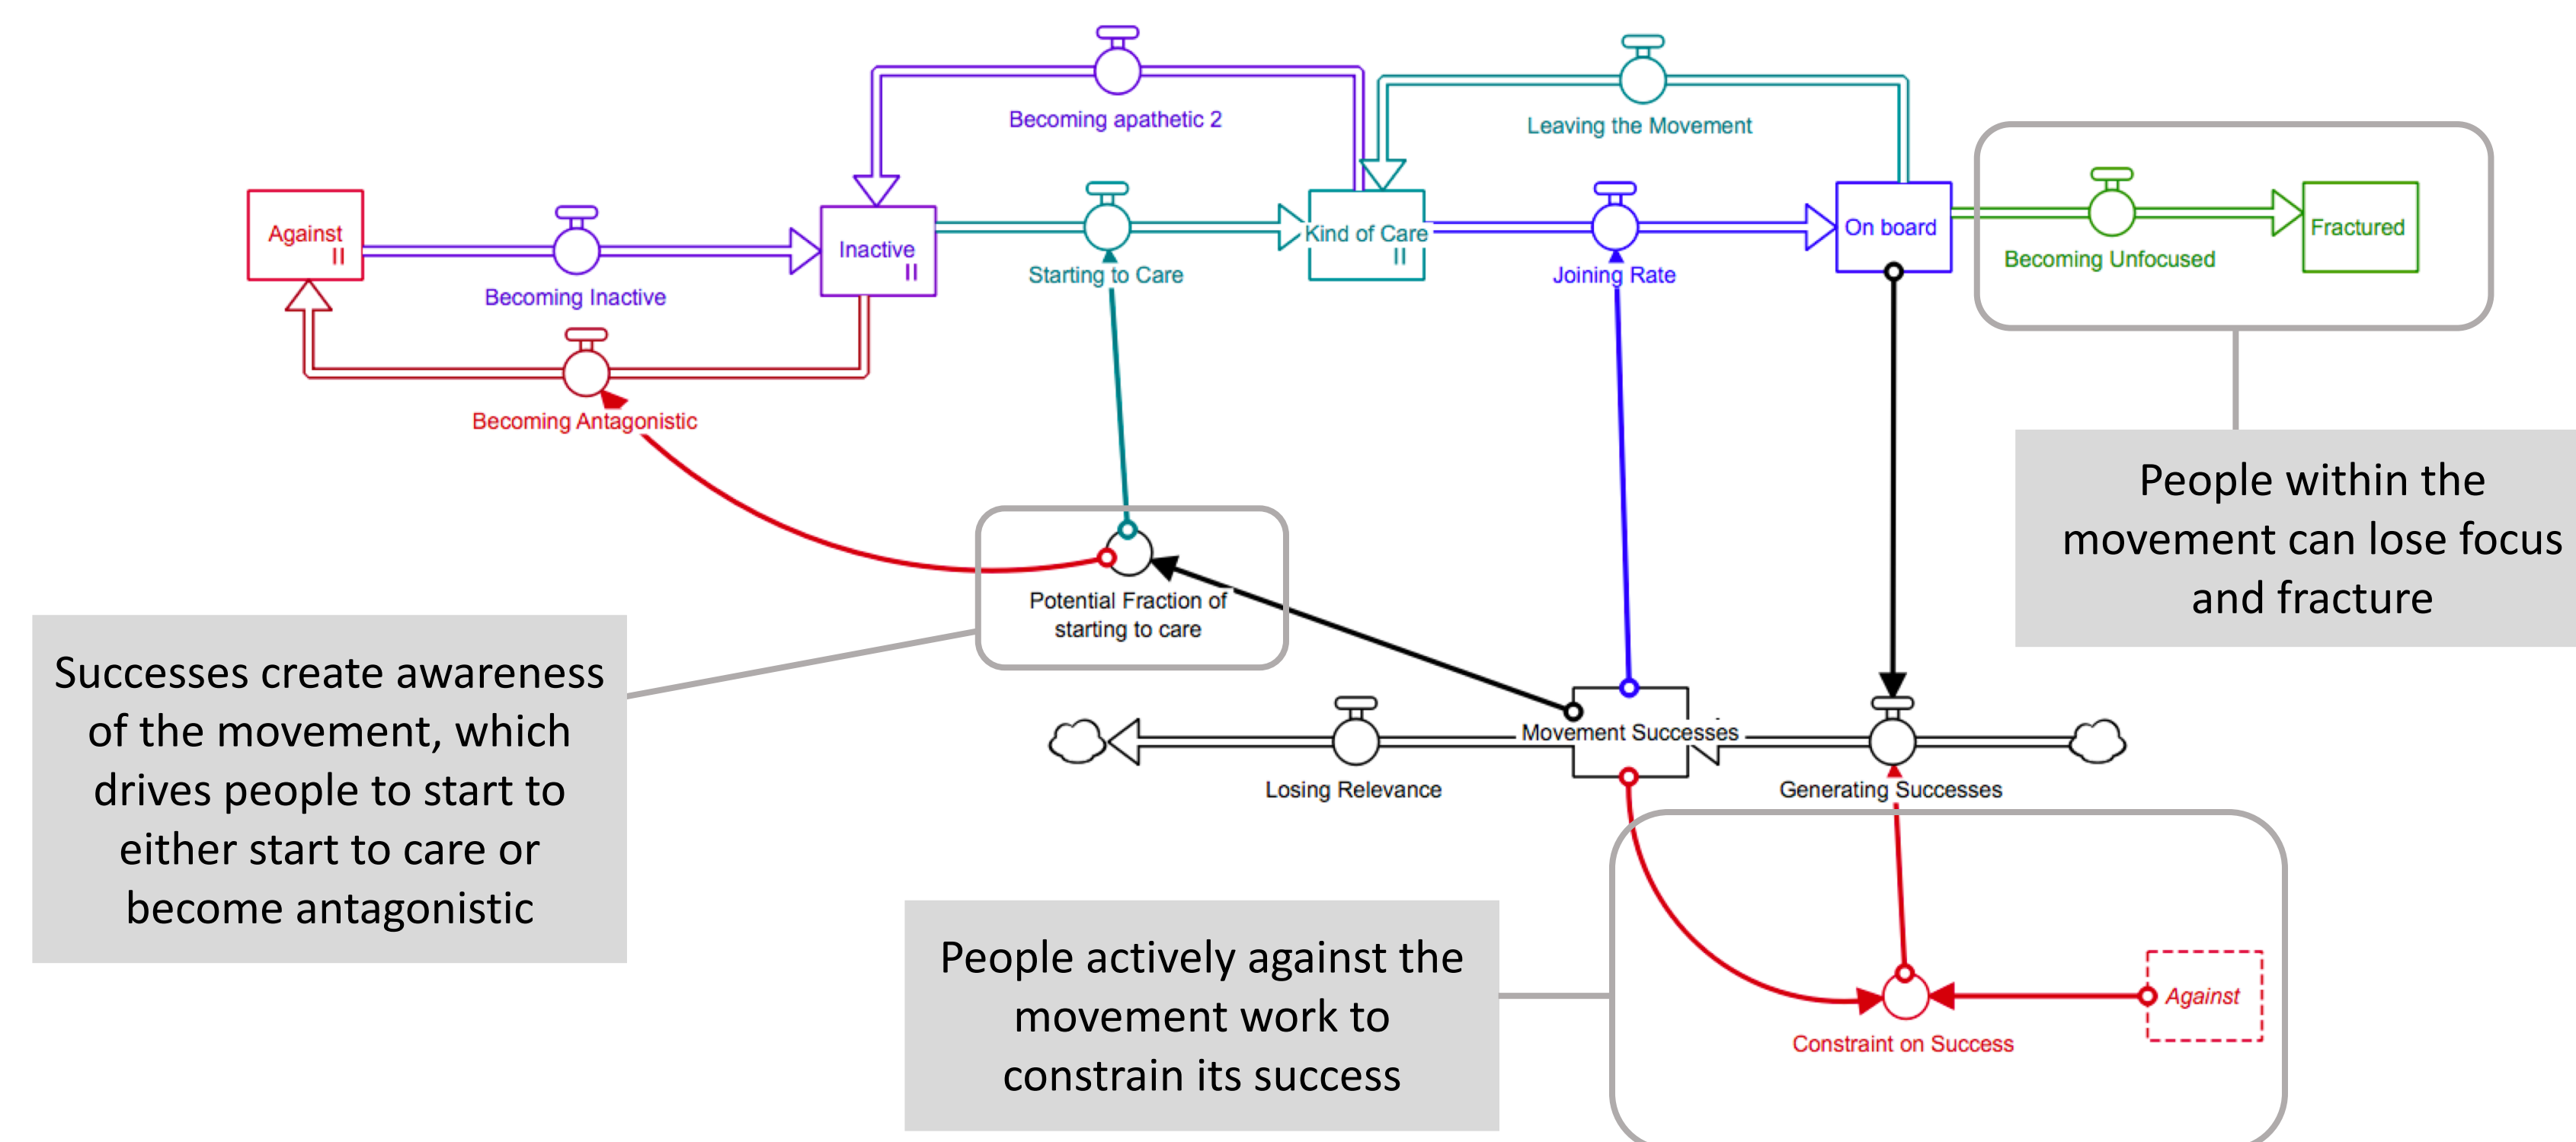 Becoming apathetic 2
Leaving the Movement
Against
Becoming Inactive
Inactive
Starting to Care
Kind of Care
Joining Rate
On board
Becoming Unfocused
Fractured
Becoming Antagonistic
People within the
movement can lose focus
and fracture
Potential Fraction of
starting to care
Successes create awareness
of the movement, which
drives people to start to
either start to care or
become antagonistic
Movement Successes
Losing Relevance
Generating Successes
People actively against the
movement work to
constrain its success
Against
Constraint on Success